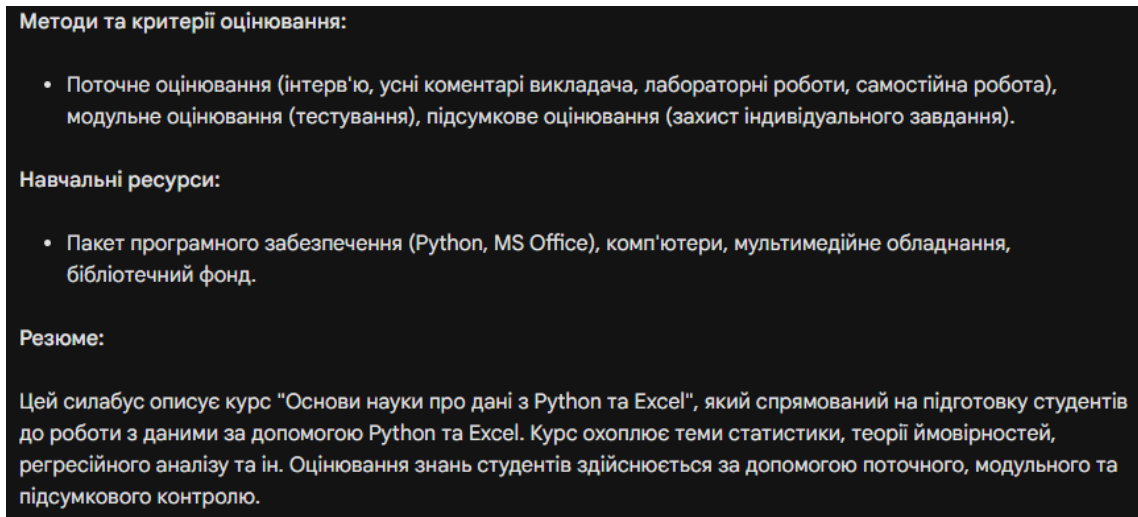 Методи та критерії оцінювання:
• Поточне оцінювання (інтерв'ю, усні коментарі викладача, лабораторні роботи, самостійна робота),
модульне оцінювання (тестування), підсумкове оцінювання (захист індивідуального завдання).
Навчальні ресурси:
• Пакет програмного забезпечення (Python, MS Office), комп'ютери, мультимедійне обладнання,
бібліотечний фонд.
Резюме:
Цей силабус описує курс "Основи науки про дані з Python та Excel", який спрямований на підготовку студентів
до роботи з даними за допомогою Python та Excel. Курс охоплює теми статистики, теорії ймовірностей,
регресійного аналізу та ін. Оцінювання знань студентів здійснюється за допомогою поточного, модульного та
підсумкового контролю.